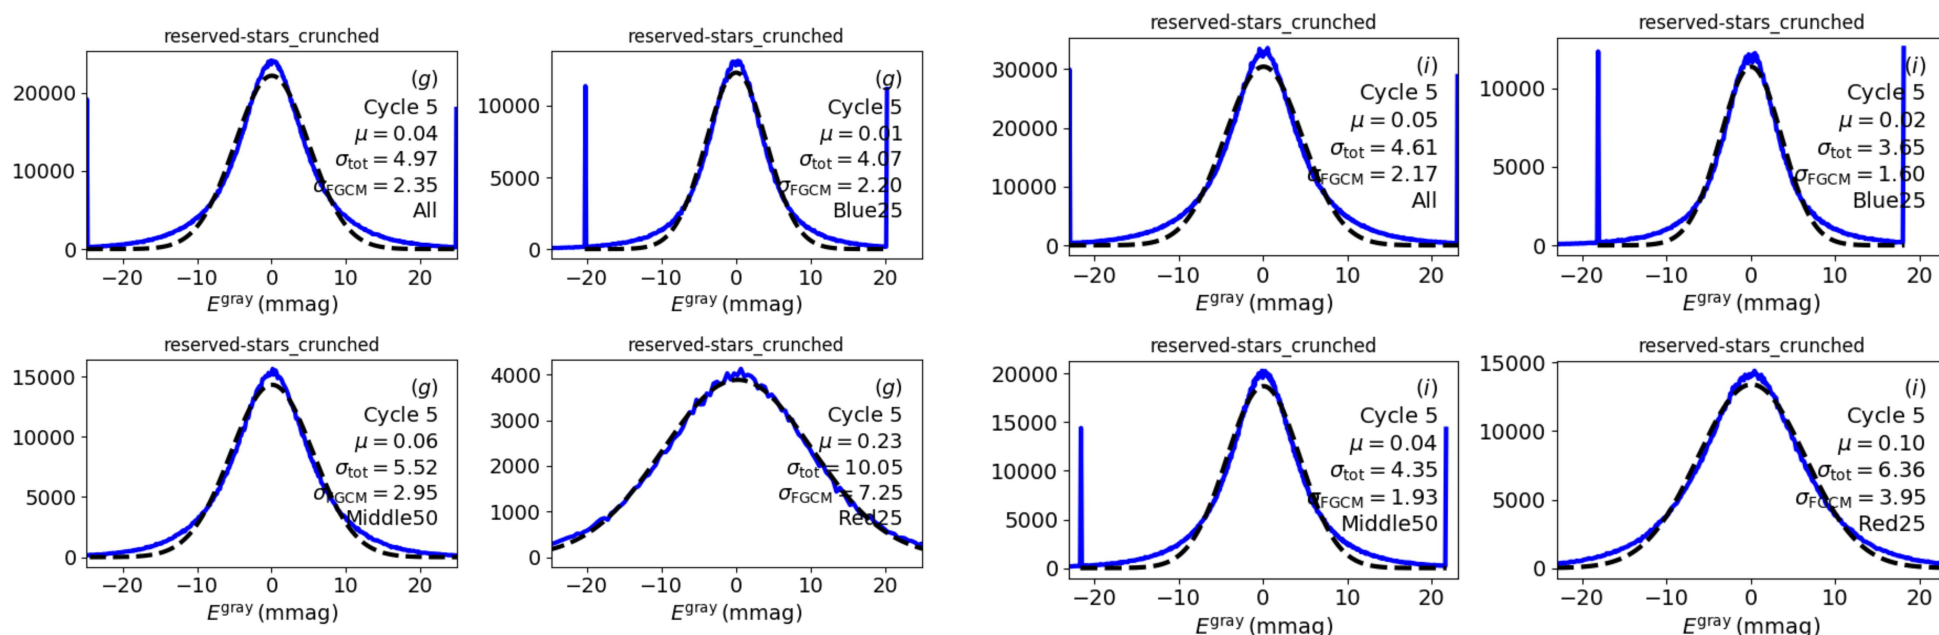 reserved-stars_crunched
20000
10000
0
(g)
Cycle 5
μ = 0.04
σtot = 4.97
σFGCM = 2.35
All
−20 −10 0 10 20
E^gray (mmag)
reserved-stars_crunched
10000
5000
0
(g)
Cycle 5
μ = 0.01
σtot = 4.07
σFGCM = 2.20
Blue25
−20 −10 0 10 20
E^gray (mmag)
reserved-stars_crunched
30000
20000
10000
0
(i)
Cycle 5
μ = 0.05
σtot = 4.61
σFGCM = 2.17
All
−20 −10 0 10 20
E^gray (mmag)
reserved-stars_crunched
10000
5000
0
(i)
Cycle 5
μ = 0.02
σtot = 3.65
σFGCM = 1.60
Blue25
−20 −10 0 10 20
E^gray (mmag)
reserved-stars_crunched
15000
10000
5000
0
(g)
Cycle 5
μ = 0.06
σtot = 5.52
σFGCM = 2.95
Middle50
−20 −10 0 10 20
E^gray (mmag)
reserved-stars_crunched
4000
3000
2000
1000
0
(g)
Cycle 5
μ = 0.23
σtot = 10.05
σFGCM = 7.25
Red25
−20 −10 0 10 20
E^gray (mmag)
reserved-stars_crunched
20000
15000
10000
5000
0
(i)
Cycle 5
μ = 0.04
σtot = 4.35
σFGCM = 1.93
Middle50
−20 −10 0 10 20
E^gray (mmag)
reserved-stars_crunched
15000
10000
5000
0
(i)
Cycle 5
μ = 0.10
σtot = 6.36
σFGCM = 3.95
Red25
−20 −10 0 10 20
E^gray (mmag)